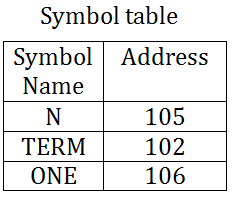 Symbol table
Symbol Name Address
N 105
TERM 102
ONE 106